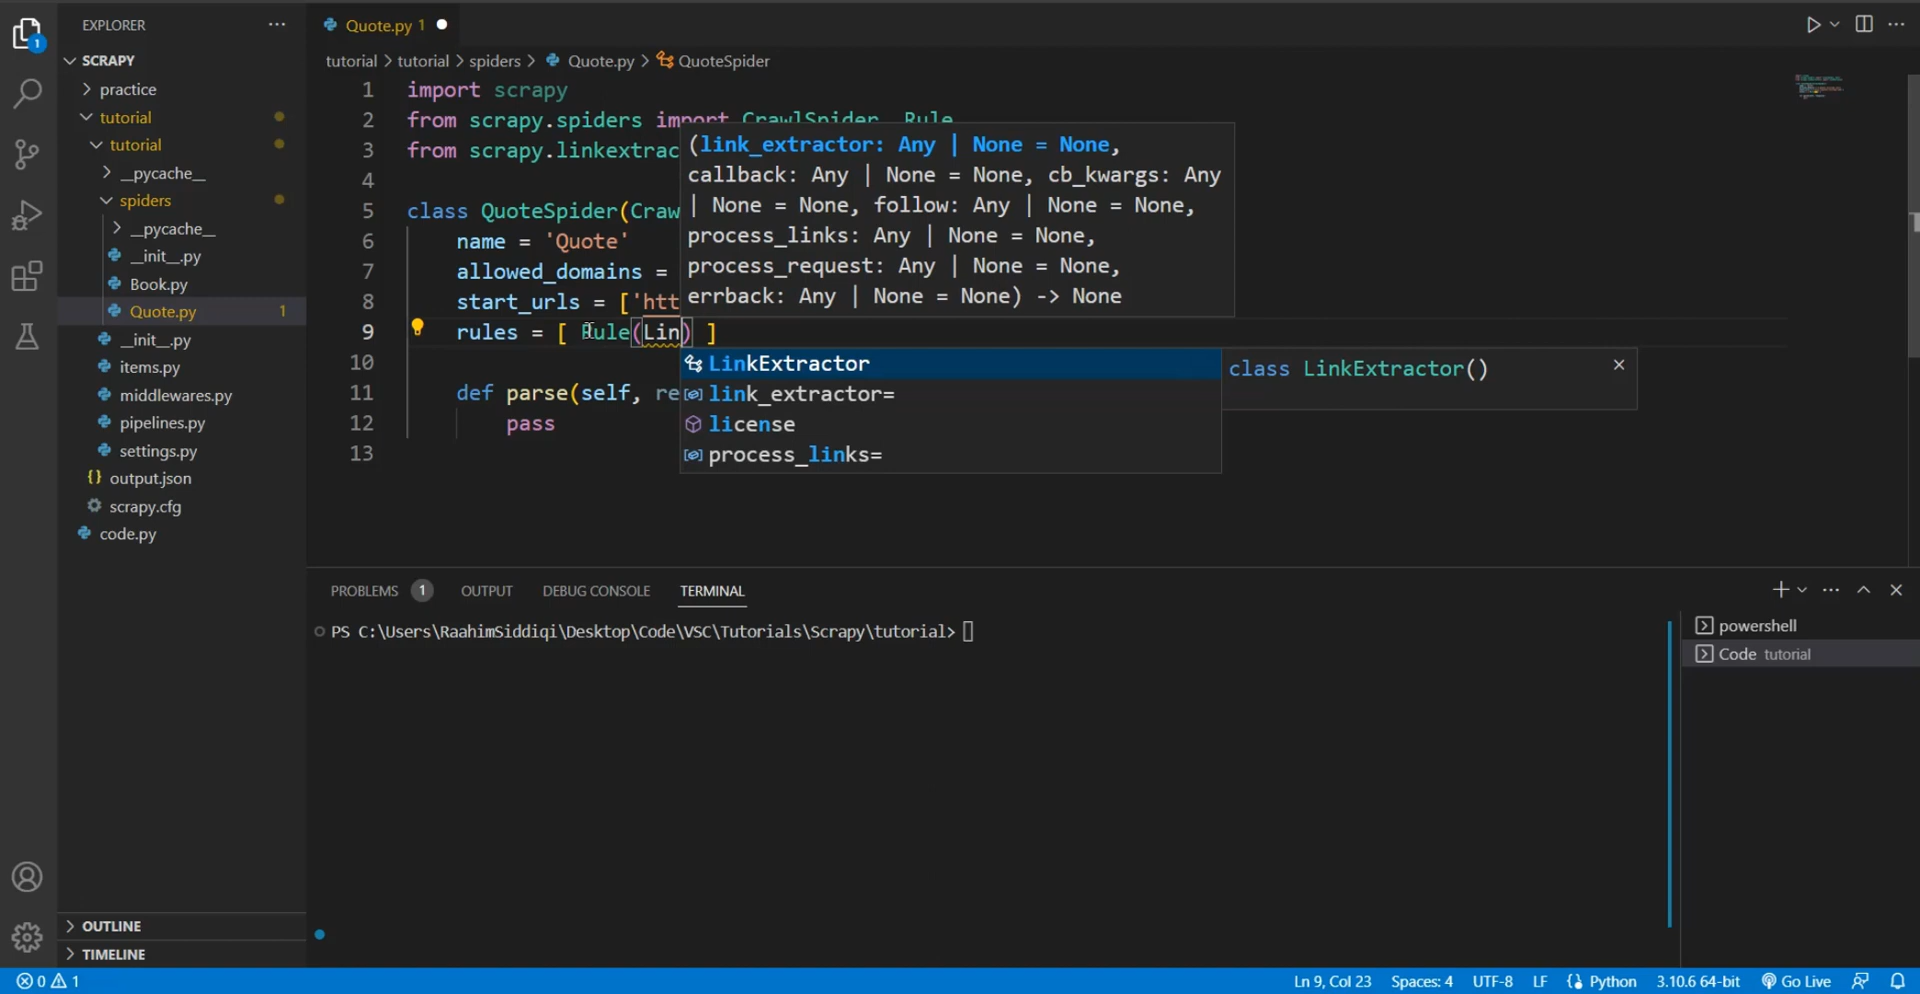 EXPLORER
SCRAPY
practice
tutorial
tutorial
__pycache__
spiders
__pycache__
__init__.py
Book.py
Quote.py 1
__init__.py
items.py
middlewares.py
pipelines.py
settings.py
output.json
scrapy.cfg
code.py
OUTLINE
TIMELINE
1
Quote.py 1
tutorial > tutorial > spiders > Quote.py > QuoteSpider
1 import scrapy
2 from scrapy.spiders import CrawlSpider, Rule
3 from scrapy.linkextrac
4
5 class QuoteSpider(Craw
6 name = 'Quote'
7 allowed_domains =
8 start_urls = ['htt
9 rules = [ Rule(Lin) ]
10
11 def parse(self, re
12 pass
13
(link_extractor: Any | None = None,
callback: Any | None = None, cb_kwargs: Any
| None = None, follow: Any | None = None,
process_links: Any | None = None,
process_request: Any | None = None,
errback: Any | None = None) -> None
LinkExtractor
link_extractor=
license
process_links=
class LinkExtractor()
PROBLEMS 1 OUTPUT DEBUG CONSOLE TERMINAL
PS C:\Users\RaahimSiddiqi\Desktop\Code\VSC\Tutorials\Scrapy\tutorial>
powershell
Code tutorial
0 1 Ln 9, Col 23 Spaces: 4 UTF-8 LF Python 3.10.6 64-bit Go Live